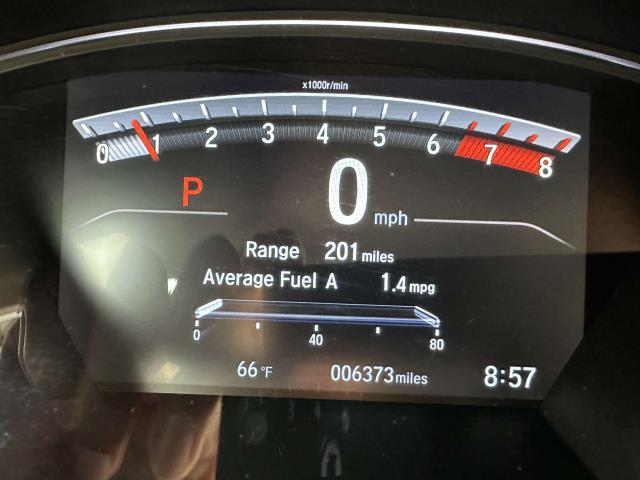 x1000r/min
0 1 2 3 4 5 6 7 8
P 0 mph
Range 201 miles
Average Fuel A 1.4 mpg
0 40 80
66 °F 006373 miles 8:57